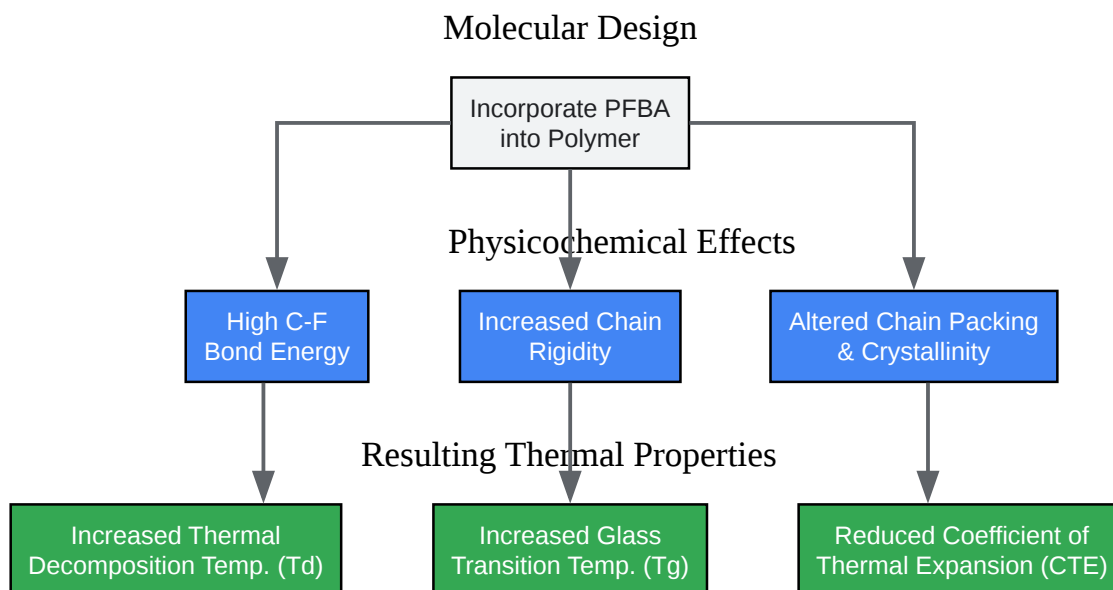 Molecular Design
Incorporate PFBA
into Polymer
Physicochemical Effects
High C-F
Bond Energy
Increased Chain
Rigidity
Altered Chain Packing
& Crystallinity
Resulting Thermal Properties
Increased Thermal
Decomposition Temp. (Td)
Increased Glass
Transition Temp. (Tg)
Reduced Coefficient of
Thermal Expansion (CTE)